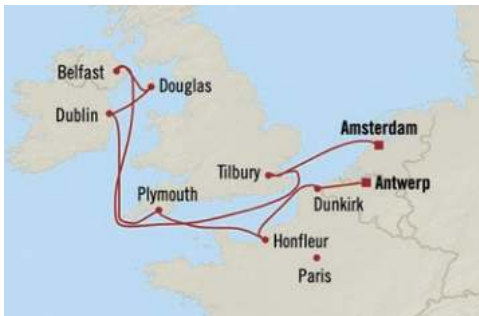 Belfast
Douglas
Dublin
Amsterdam
Tilbury
Antwerp
Plymouth
Dunkirk
Honfleur
Paris